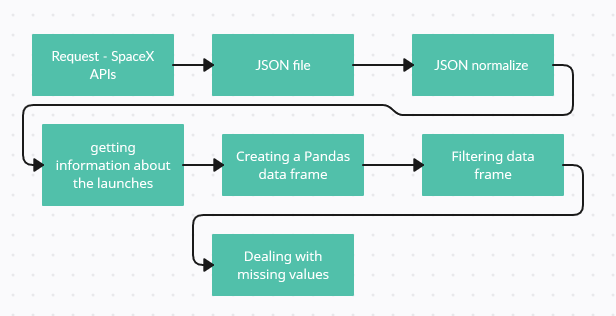 Request - SpaceX
APIs
JSON file
JSON normalize
getting
information about
the launches
Creating a Pandas
data frame
Filtering data
frame
Dealing with
missing values